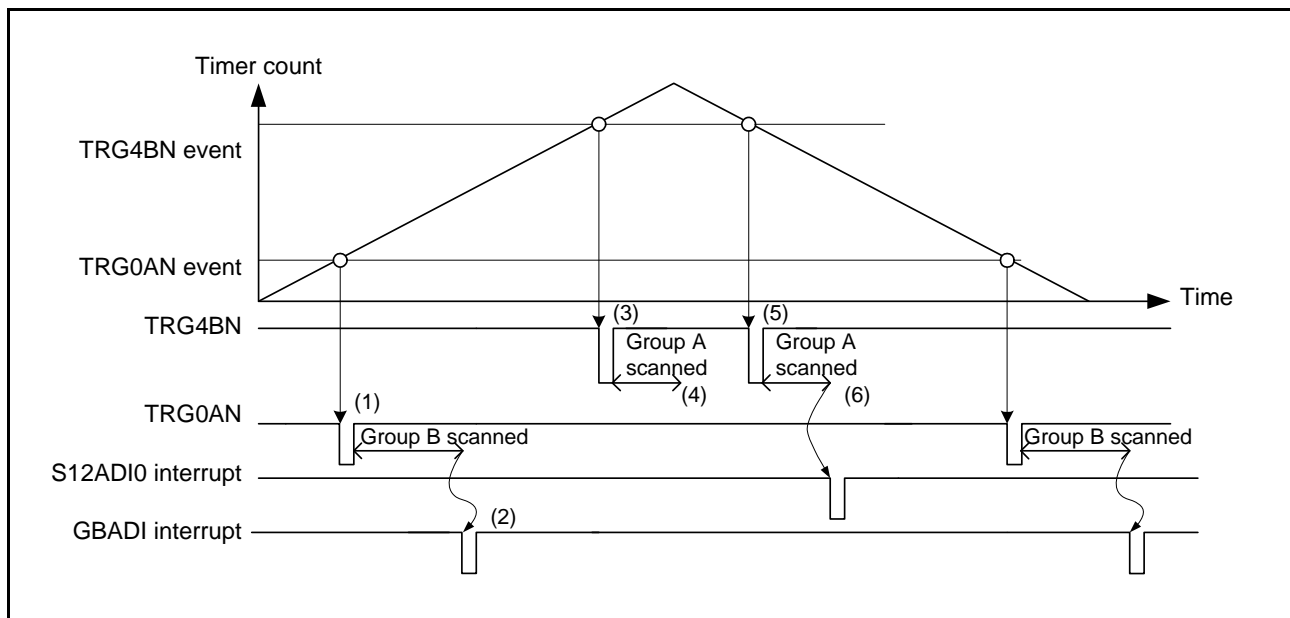 Timer count
TRG4BN event
TRG0AN event
Time
TRG4BN
(3)
(5)
Group A
scanned
Group A
scanned
(4)
(6)
TRG0AN
(1)
Group B scanned
Group B scanned
S12ADI0 interrupt
GBADI interrupt
(2)